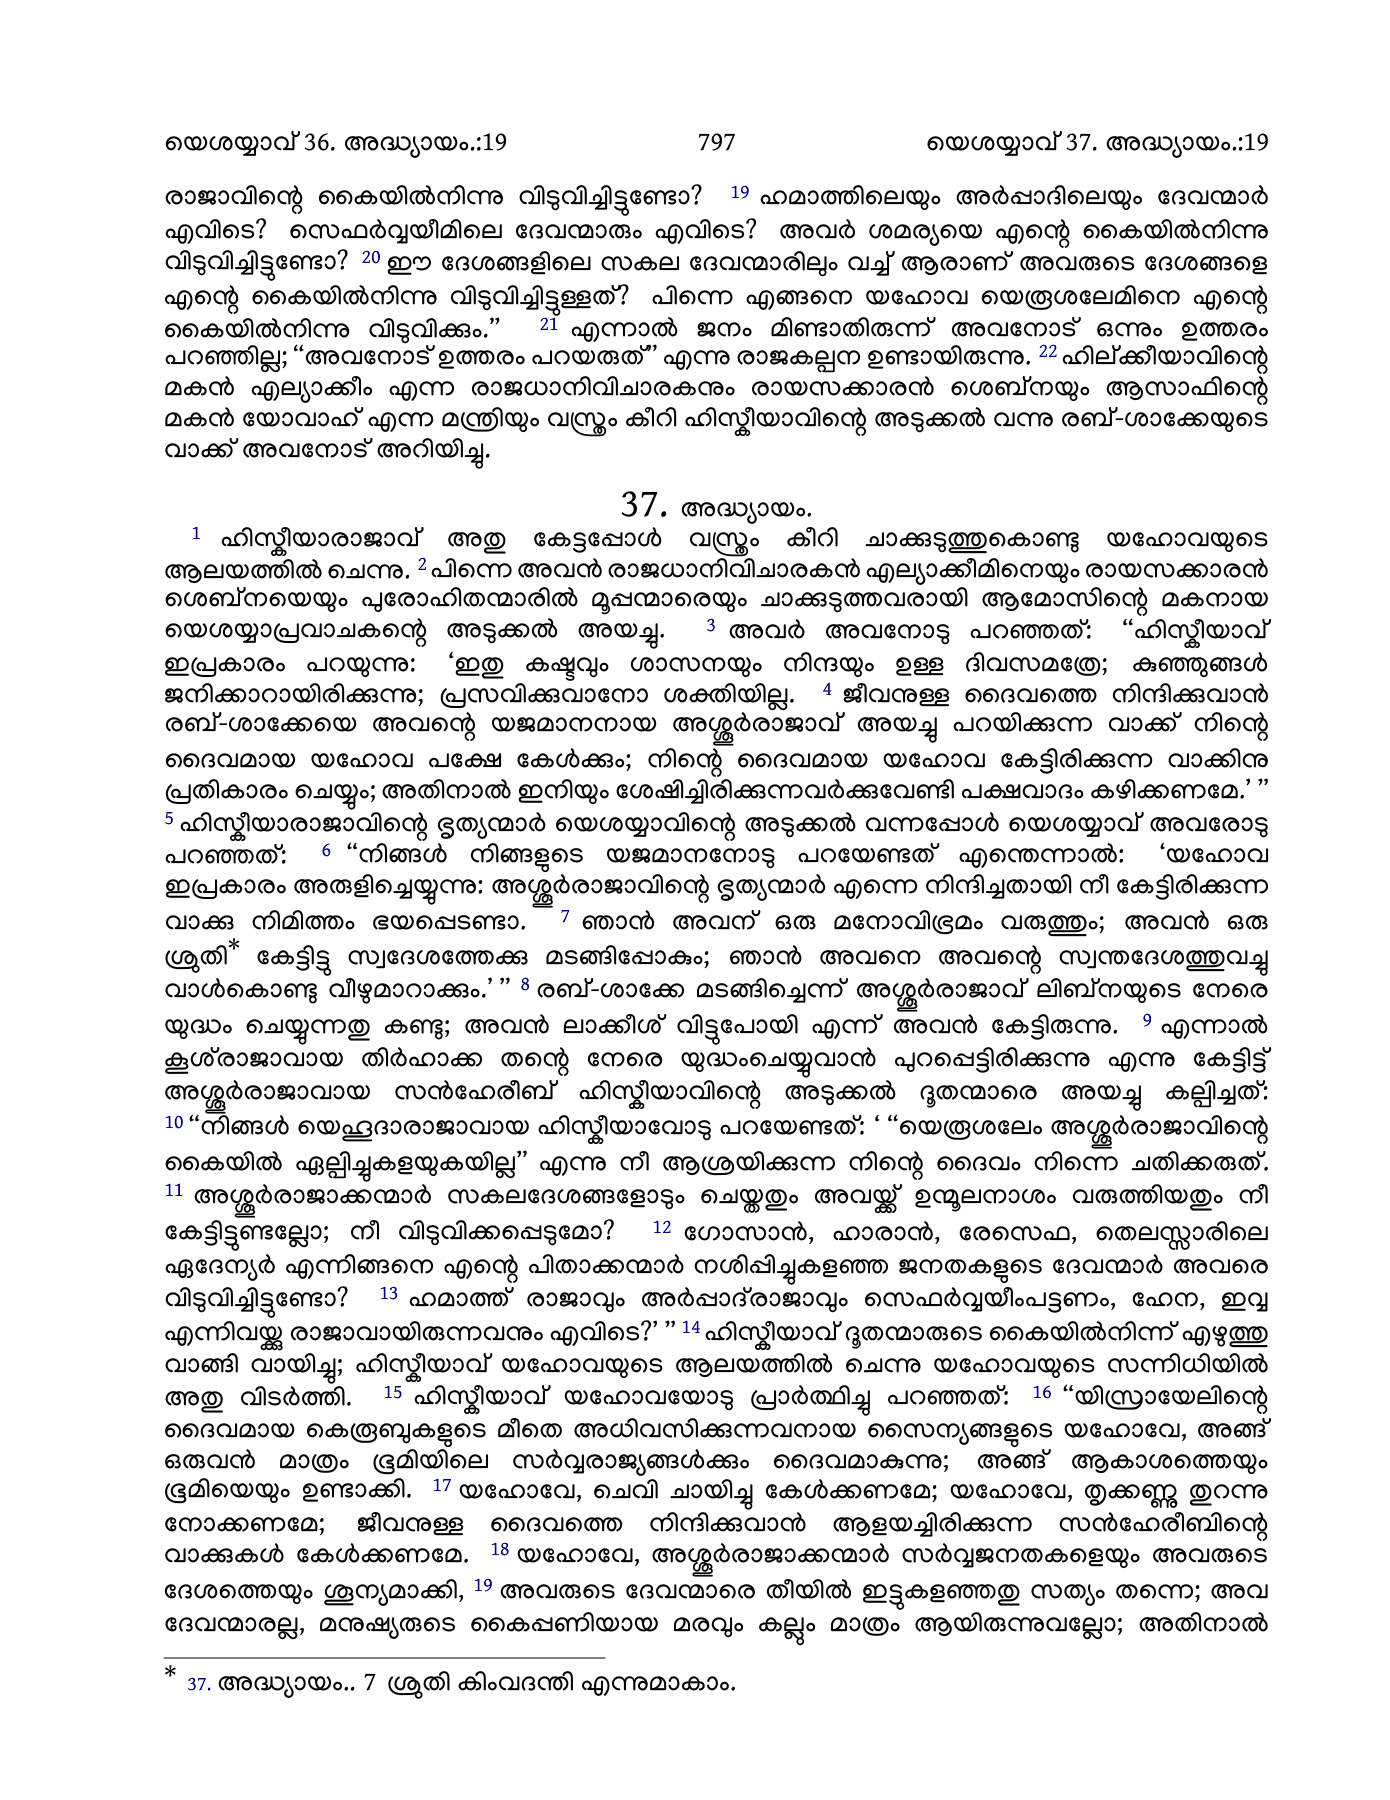 യെശയ്യാവ് 36. അദ്ധ്യായം.:19 797 യെശയ്യാവ് 37. അദ്ധ്യായം.:19
രാജാവിന്റെ കൈയിൽനിന്നു വിടുവിച്ചിട്ടുണ്ടോ? 19 ഹമാത്തിലെയും അർപ്പാദിലെയും ദേവന്മാർ
എവിടെ? സെഫർവ്വയീമിലെ ദേവന്മാരും എവിടെ? അവർ ശമര്യയെ എന്റെ കൈയിൽനിന്നു
വിടുവിച്ചിട്ടുണ്ടോ? 20 ഈ ദേശങ്ങളിലെ സകല ദേവന്മാരിലും വച്ച് ആരാണ് അവരുടെ ദേശങ്ങളെ
എന്റെ കൈയിൽനിന്നു വിടുവിച്ചിട്ടുള്ളത്? പിന്നെ എങ്ങനെ യഹോവ യെരൂശലേമിനെ എന്റെ
കൈയിൽനിന്നു വിടുവിക്കും.” 21 എന്നാൽ ജനം മിണ്ടാതിരുന്ന് അവനോട് ഒന്നും ഉത്തരം
പറഞ്ഞില്ല; “അവനോട് ഉത്തരം പറയരുത്” എന്നു രാജകല്പന ഉണ്ടായിരുന്നു. 22 ഹില്ക്കീയാവിന്റെ
മകൻ എല്യാക്കീം എന്ന രാജധാനിവിചാരകനും രായസക്കാരൻ ശെബ്നയും ആസാഫിന്റെ
മകൻ യോവാഹ് എന്ന മന്ത്രിയും വസ്ത്രം കീറി ഹിസ്കീയാവിന്റെ അടുക്കൽ വന്നു രബ്-ശാക്കേയുടെ
വാക്ക് അവനോട് അറിയിച്ചു.
37. അദ്ധ്യായം.
1 ഹിസ്കീയാരാജാവ് അതു കേട്ടപ്പോൾ വസ്ത്രം കീറി ചാക്കുടുത്തുകൊണ്ടു യഹോവയുടെ
ആലയത്തിൽ ചെന്നു. 2 പിന്നെ അവൻ രാജധാനിവിചാരകൻ എല്യാക്കീമിനെയും രായസക്കാരൻ
ശെബ്നയെയും പുരോഹിതന്മാരിൽ മൂപ്പന്മാരെയും ചാക്കുടുത്തവരായി ആമോസിന്റെ മകനായ
യെശയ്യാപ്രവാചകന്റെ അടുക്കൽ അയച്ചു. 3 അവർ അവനോടു പറഞ്ഞത്: “ഹിസ്കീയാവ്
ഇപ്രകാരം പറയുന്നു: ‘ഇതു കഷ്ടവും ശാസനയും നിന്ദയും ഉള്ള ദിവസമത്രേ; കുഞ്ഞുങ്ങൾ
ജനിക്കാറായിരിക്കുന്നു; പ്രസവിക്കുവാനോ ശക്തിയില്ല. 4 ജീവനുള്ള ദൈവത്തെ നിന്ദിക്കുവാൻ
രബ്-ശാക്കേയെ അവന്റെ യജമാനനായ അശ്ശൂർരാജാവ് അയച്ചു പറയിക്കുന്ന വാക്ക് നിന്റെ
ദൈവമായ യഹോവ പക്ഷേ കേൾക്കും; നിന്റെ ദൈവമായ യഹോവ കേട്ടിരിക്കുന്ന വാക്കിനു
പ്രതികാരം ചെയ്യും; അതിനാൽ ഇനിയും ശേഷിച്ചിരിക്കുന്നവർക്കുവേണ്ടി പക്ഷവാദം കഴിക്കണമേ.’ ”
5 ഹിസ്കീയാരാജാവിന്റെ ഭൃത്യന്മാർ യെശയ്യാവിന്റെ അടുക്കൽ വന്നപ്പോൾ യെശയ്യാവ് അവരോടു
പറഞ്ഞത്: 6 “നിങ്ങൾ നിങ്ങളുടെ യജമാനനോടു പറയേണ്ടത് എന്തെന്നാൽ: ‘യഹോവ
ഇപ്രകാരം അരുളിച്ചെയ്യുന്നു: അശ്ശൂർരാജാവിന്റെ ഭൃത്യന്മാർ എന്നെ നിന്ദിച്ചതായി നീ കേട്ടിരിക്കുന്ന
വാക്കു നിമിത്തം ഭയപ്പെടണ്ടാ. 7 ഞാൻ അവന് ഒരു മനോവിഭ്രമം വരുത്തും; അവൻ ഒരു
ശ്രുതി* കേട്ടിട്ടു സ്വദേശത്തേക്കു മടങ്ങിപ്പോകും; ഞാൻ അവനെ അവന്റെ സ്വന്തദേശത്തുവച്ചു
വാൾകൊണ്ടു വീഴുമാറാക്കും.’ ” 8 രബ്-ശാക്കേ മടങ്ങിച്ചെന്ന് അശ്ശൂർരാജാവ് ലിബ്നയുടെ നേരെ
യുദ്ധം ചെയ്യുന്നതു കണ്ടു; അവൻ ലാക്കീശ് വിട്ടുപോയി എന്ന് അവൻ കേട്ടിരുന്നു. 9 എന്നാൽ
കൂശ്‌രാജാവായ തിർഹാക്ക തന്റെ നേരെ യുദ്ധംചെയ്യുവാൻ പുറപ്പെട്ടിരിക്കുന്നു എന്നു കേട്ടിട്ട്
അശ്ശൂർരാജാവായ സൻഹേരീബ് ഹിസ്കീയാവിന്റെ അടുക്കൽ ദൂതന്മാരെ അയച്ചു കല്പിച്ചത്:
10 “നിങ്ങൾ യെഹൂദാരാജാവായ ഹിസ്കീയാവോടു പറയേണ്ടത്: ‘ “യെരൂശലേം അശ്ശൂർരാജാവിന്റെ
കൈയിൽ ഏല്പിച്ചുകളയുകയില്ല” എന്നു നീ ആശ്രയിക്കുന്ന നിന്റെ ദൈവം നിന്നെ ചതിക്കരുത്.
11 അശ്ശൂർരാജാക്കന്മാർ സകലദേശങ്ങളോടും ചെയ്തതും അവയ്ക്ക് ഉന്മൂലനാശം വരുത്തിയതും നീ
കേട്ടിട്ടുണ്ടല്ലോ; നീ വിടുവിക്കപ്പെടുമോ? 12 ഗോസാൻ, ഹാരാൻ, രേസെഫ, തെലസ്സാരിലെ
ഏദേന്യർ എന്നിങ്ങനെ എന്റെ പിതാക്കന്മാർ നശിപ്പിച്ചുകളഞ്ഞ ജനതകളുടെ ദേവന്മാർ അവരെ
വിടുവിച്ചിട്ടുണ്ടോ? 13 ഹമാത്ത് രാജാവും അർപ്പാദ്‌രാജാവും സെഫർവ്വയീംപട്ടണം, ഹേന, ഇവ്വ
എന്നിവയ്ക്കു രാജാവായിരുന്നവനും എവിടെ?’ ” 14 ഹിസ്കീയാവ് ദൂതന്മാരുടെ കൈയിൽനിന്ന് എഴുത്തു
വാങ്ങി വായിച്ചു; ഹിസ്കീയാവ് യഹോവയുടെ ആലയത്തിൽ ചെന്നു യഹോവയുടെ സന്നിധിയിൽ
അതു വിടർത്തി. 15 ഹിസ്കീയാവ് യഹോവയോടു പ്രാർത്ഥിച്ചു പറഞ്ഞത്: 16 “യിസ്രായേലിന്റെ
ദൈവമായ കെരൂബുകളുടെ മീതെ അധിവസിക്കുന്നവനായ സൈന്യങ്ങളുടെ യഹോവേ, അങ്ങ്
ഒരുവൻ മാത്രം ഭൂമിയിലെ സർവ്വരാജ്യങ്ങൾക്കും ദൈവമാകുന്നു; അങ്ങ് ആകാശത്തെയും
ഭൂമിയെയും ഉണ്ടാക്കി. 17 യഹോവേ, ചെവി ചായിച്ചു കേൾക്കണമേ; യഹോവേ, തൃക്കണ്ണു തുറന്നു
നോക്കണമേ; ജീവനുള്ള ദൈവത്തെ നിന്ദിക്കുവാൻ ആളയച്ചിരിക്കുന്ന സൻഹേരീബിന്റെ
വാക്കുകൾ കേൾക്കണമേ. 18 യഹോവേ, അശ്ശൂർരാജാക്കന്മാർ സർവ്വജനതകളെയും അവരുടെ
ദേശത്തെയും ശൂന്യമാക്കി, 19 അവരുടെ ദേവന്മാരെ തീയിൽ ഇട്ടുകളഞ്ഞതു സത്യം തന്നെ; അവ
ദേവന്മാരല്ല, മനുഷ്യരുടെ കൈപ്പണിയായ മരവും കല്ലും മാത്രം ആയിരുന്നുവല്ലോ; അതിനാൽ
* 37. അദ്ധ്യായം.. 7 ശ്രുതി കിംവദന്തി എന്നുമാകാം.